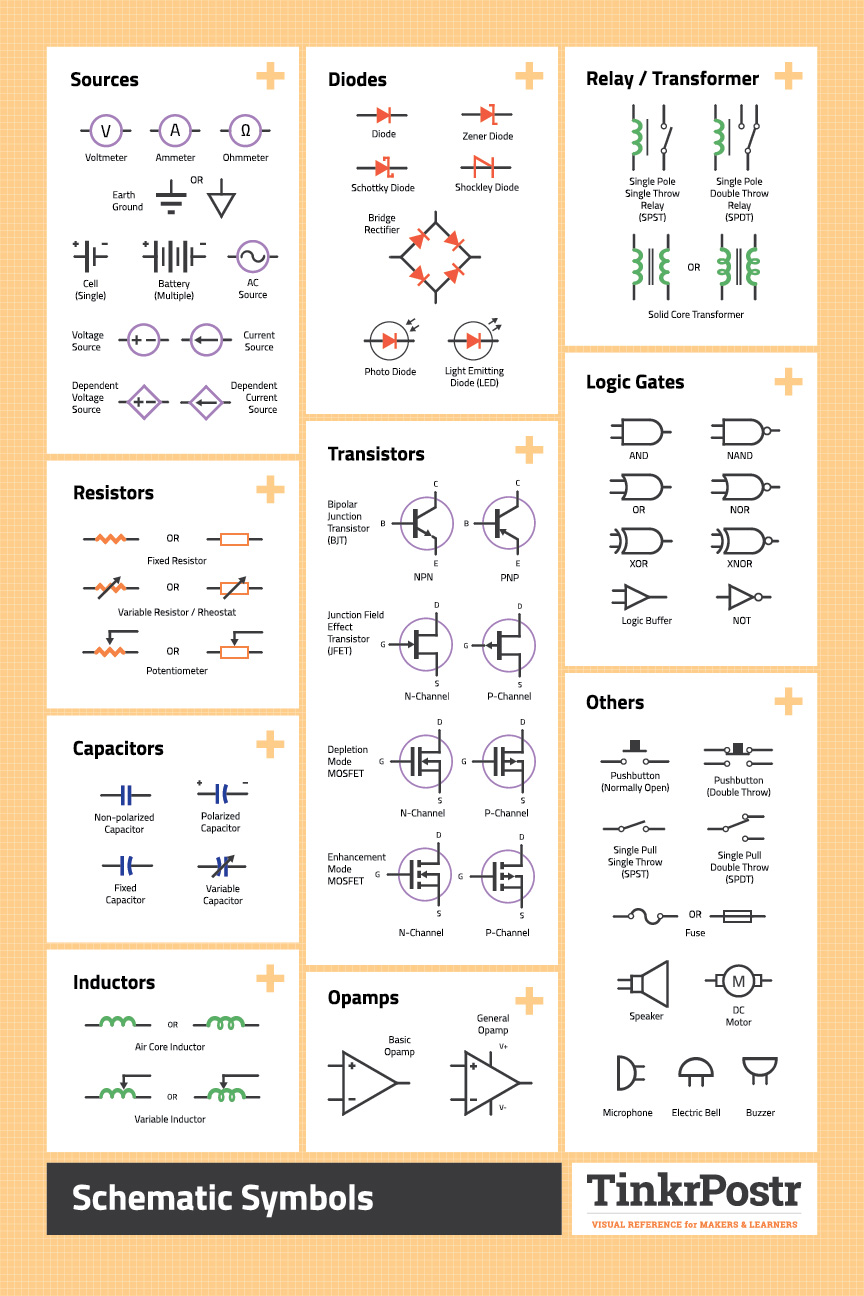 Sources
V
A
Ω
Voltmeter
Ammeter
Ohmmeter
OR
Earth
Ground
+ -
+ -
Cell
(Single)
Battery
(Multiple)
AC
Source
Voltage
Source
+ -
Current
Source
Dependent
Voltage
Source
+ -
Dependent
Current
Source
Resistors
OR
Fixed Resistor
OR
Variable Resistor / Rheostat
OR
Potentiometer
Capacitors
+ -
Non-polarized
Capacitor
Polarized
Capacitor
Fixed
Capacitor
Variable
Capacitor
Inductors
OR
Air Core Inductor
OR
Variable Inductor
Diodes
Diode
Zener Diode
Schottky Diode
Shockley Diode
Bridge
Rectifier
Photo Diode
Light Emitting
Diode (LED)
Transistors
Bipolar
Junction
Transistor
(BJT)
C
B
E
NPN
C
B
E
PNP
Junction Field
Effect
Transistor
(JFET)
D
G
S
N-Channel
D
G
S
P-Channel
Depletion
Mode
MOSFET
D
G
S
N-Channel
D
G
S
P-Channel
Enhancement
Mode
MOSFET
D
G
S
N-Channel
D
G
S
P-Channel
Opamps
Basic
Opamp
+
-
General
Opamp
V+
+
-
V-
Relay / Transformer
Single Pole
Single Throw
Relay
(SPST)
Single Pole
Double Throw
Relay
(SPDT)
OR
Solid Core Transformer
Logic Gates
AND
NAND
OR
NOR
XOR
XNOR
Logic Buffer
NOT
Others
Pushbutton
(Normally Open)
Pushbutton
(Double Throw)
Single Pull
Single Throw
(SPST)
Single Pull
Double Throw
(SPDT)
OR
Fuse
Speaker
M
DC
Motor
Microphone
Electric Bell
Buzzer
Schematic Symbols
TinkrPostr
VISUAL REFERENCE for MAKERS & LEARNERS